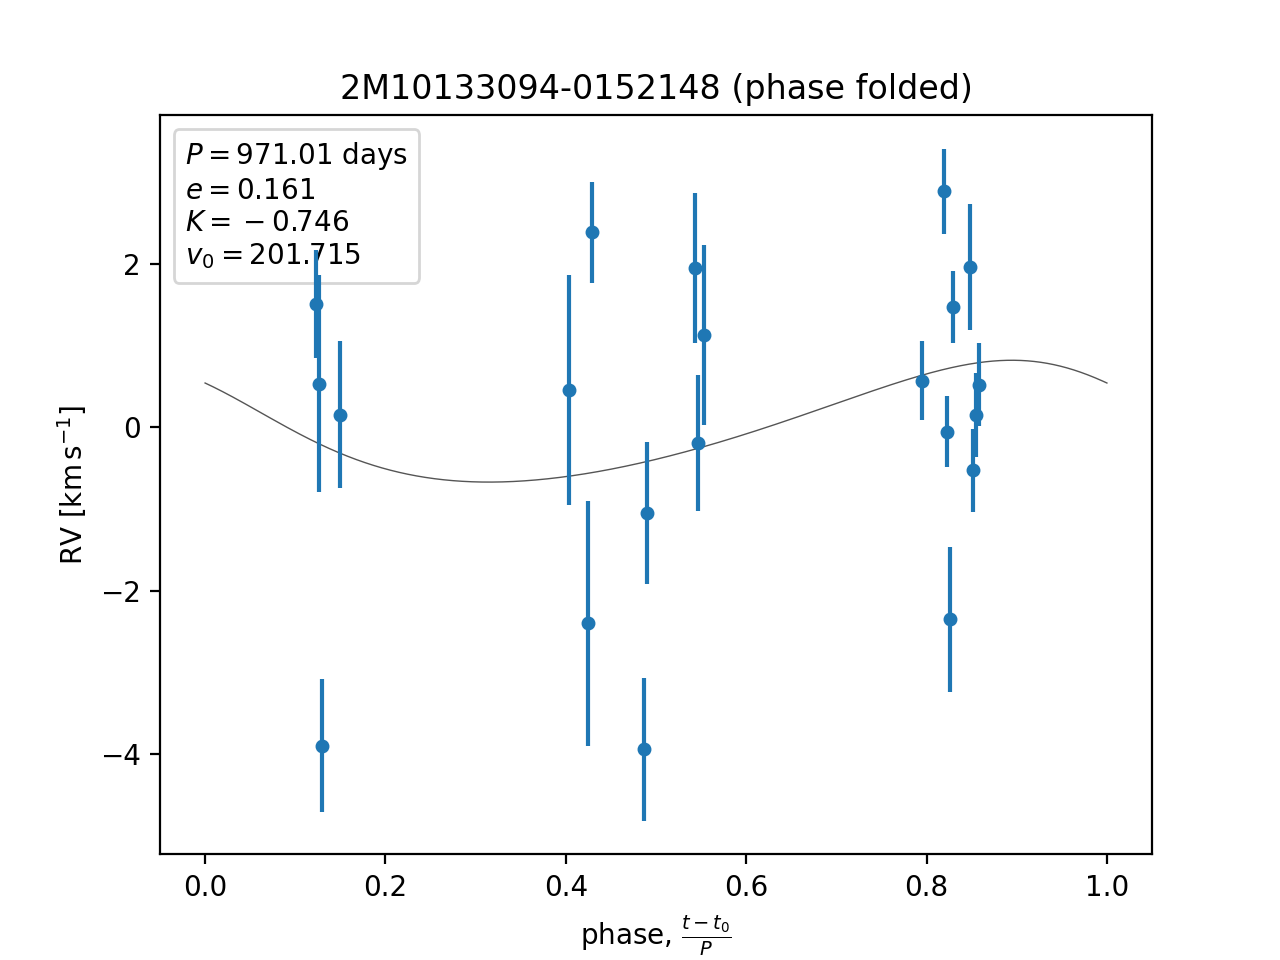 2M10133094-0152148 (phase folded)
P = 971.01 days
e = 0.161
K = −0.746
v₀ = 201.715
2
0
−2
−4
RV [km s⁻¹]
0.0 0.2 0.4 0.6 0.8 1.0
phase, (t − t₀)/P